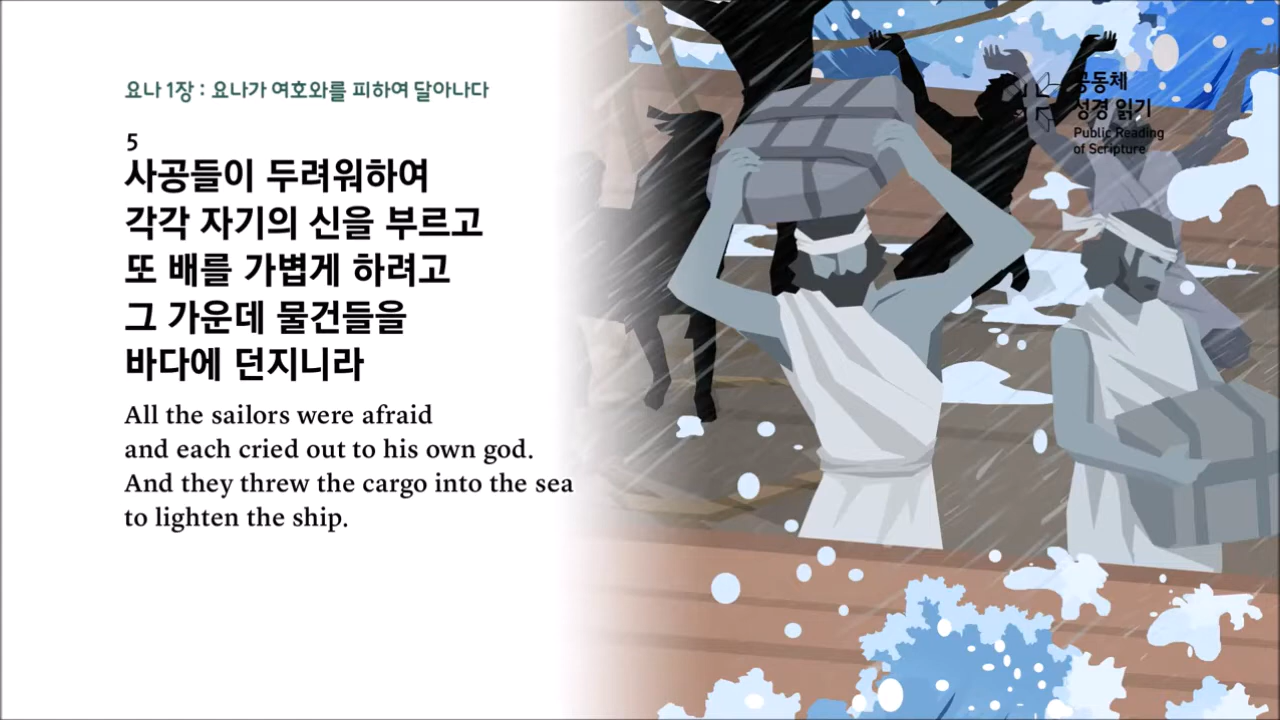 요나 1장 : 요나가 여호와를 피하여 달아나다
5
사공들이 두려워하여
각각 자기의 신을 부르고
또 배를 가볍게 하려고
그 가운데 물건들을
바다에 던지니라
All the sailors were afraid
and each cried out to his own god.
And they threw the cargo into the sea
to lighten the ship.
공동체
성경 읽기
Public Reading
of Scripture